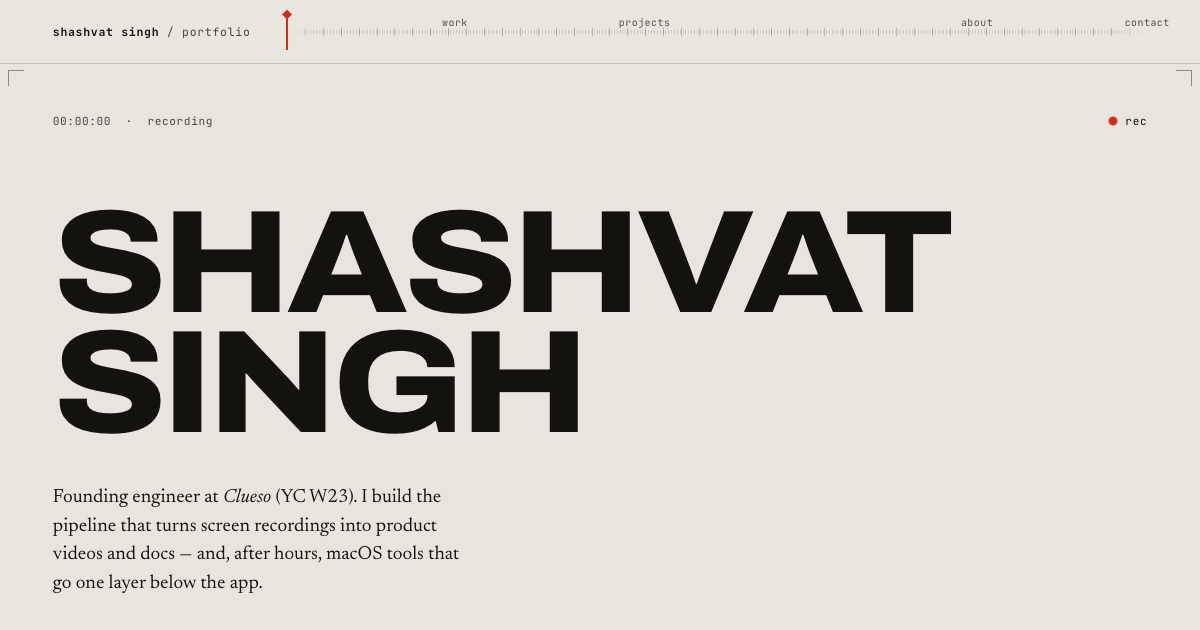 shashvat singh / portfolio
work projects about contact
00:00:00 · recording
rec
SHASHVAT
SINGH
Founding engineer at Clueso (YC W23). I build the
pipeline that turns screen recordings into product
videos and docs — and, after hours, macOS tools that
go one layer below the app.